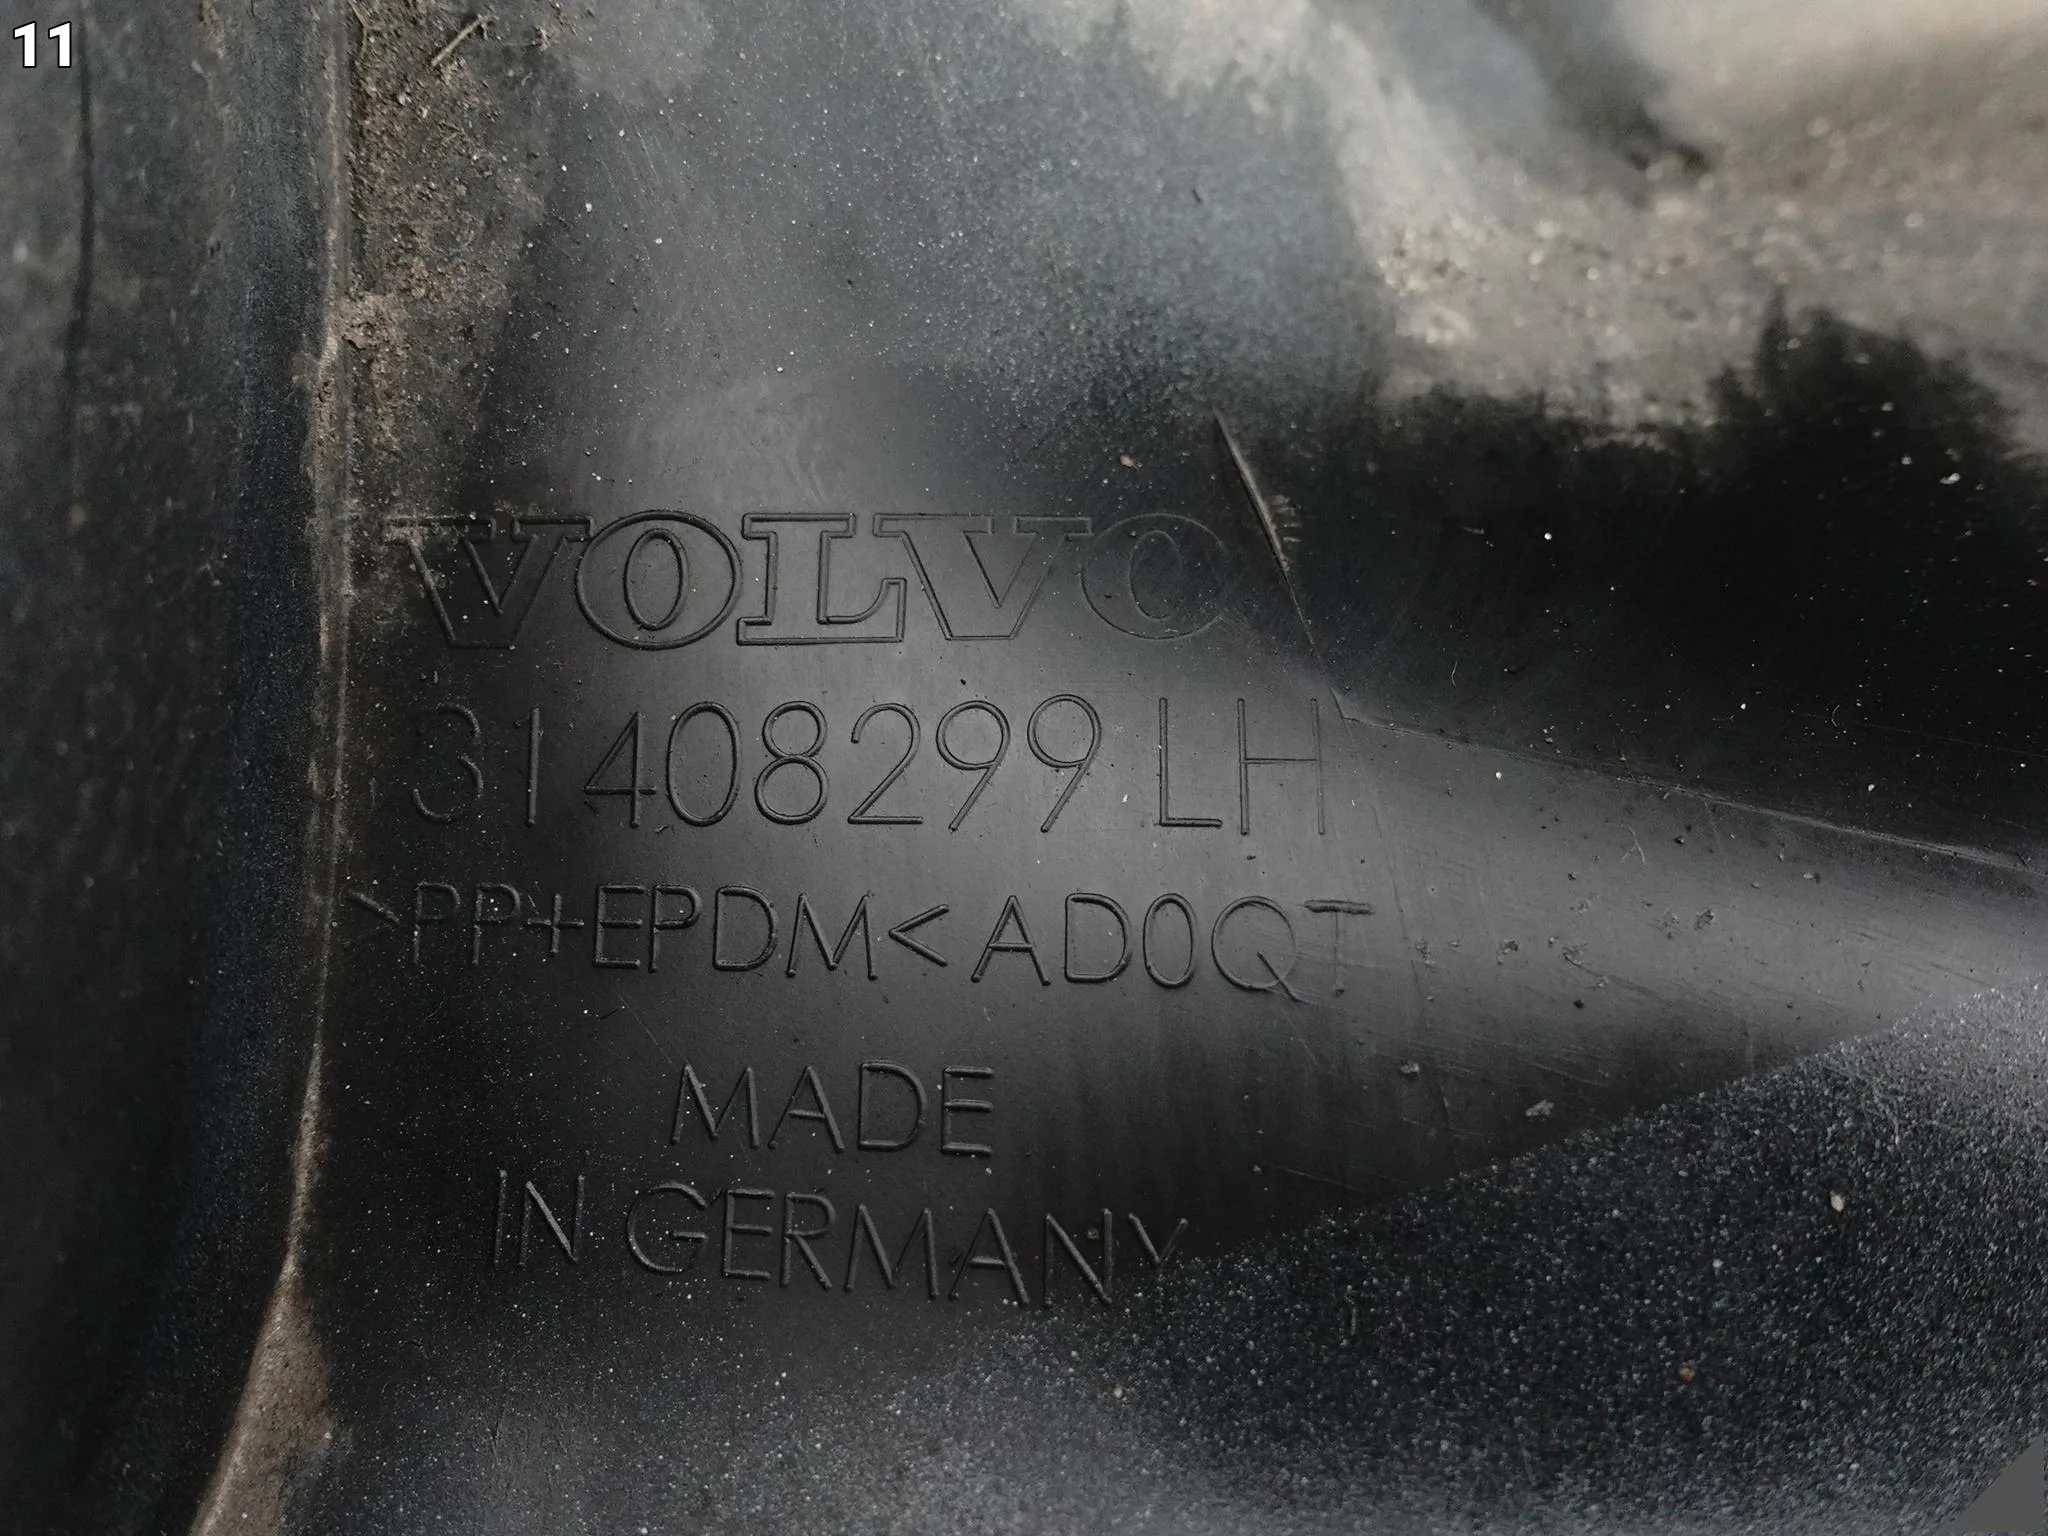 11
VOLVO
31408299 LH
>PP+EPDM< AD0QT
MADE
IN GERMANY